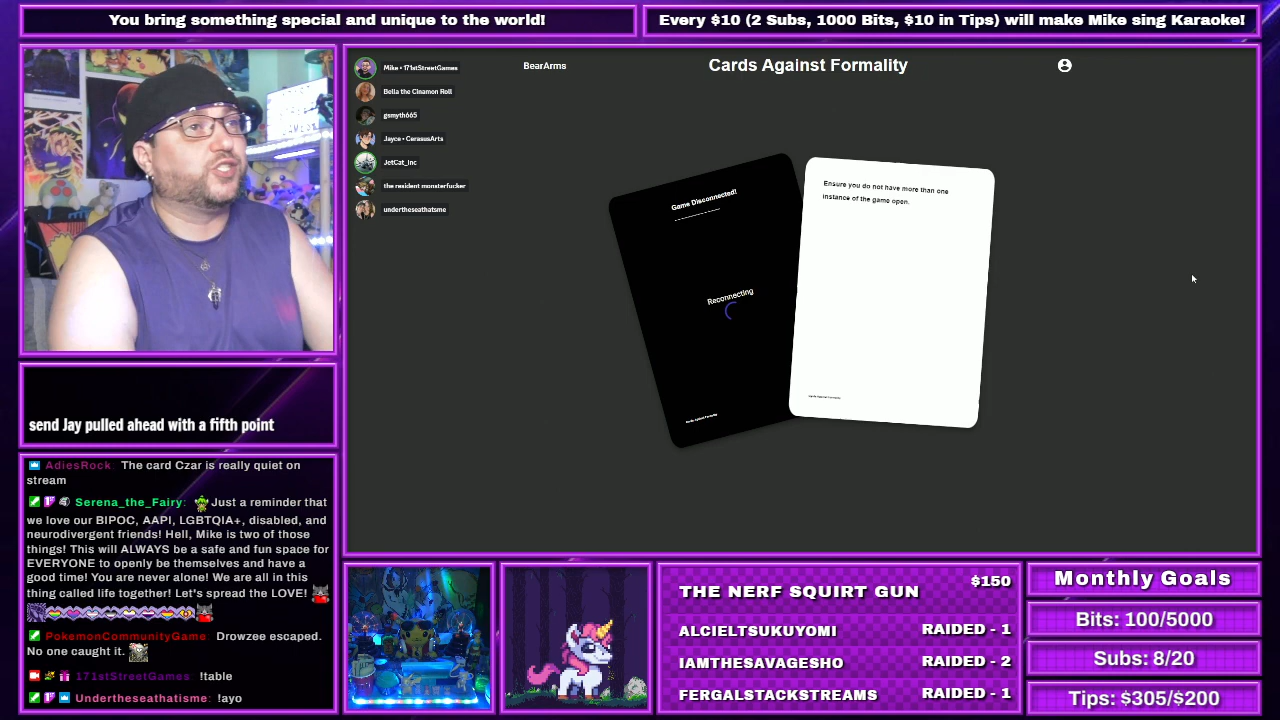 You bring something special and unique to the world!
Every $10 (2 Subs, 1000 Bits, $10 in Tips) will make Mike sing Karaoke!
Mike • 171stStreetGames
Bella the Cinamon Roll
gsmyth665
Jayce • CerasusArts
JetCat_Inc
the resident monsterfucker
undertheseathatsme
BearArms
Cards Against Formality
Game Disconnected!
Reconnecting
Cards Against Formality
Ensure you do not have more than one
instance of the game open.
Cards Against Formality
send Jay pulled ahead with a fifth point
AdiesRock The card Czar is really quiet on
stream
Serena_the_Fairy: Just a reminder that
we love our BIPOC, AAPI, LGBTQIA+, disabled, and
neurodivergent friends! Hell, Mike is two of those
things! This will ALWAYS be a safe and fun space for
EVERYONE to openly be themselves and have a
good time! You are never alone! We are all in this
thing called life together! Let's spread the LOVE!
PokemonCommunityGame Drowzee escaped.
No one caught it.
171stStreetGames !table
Undertheseathatisme: !ayo
THE NERF SQUIRT GUN $150
ALCIELTSUKUYOMI RAIDED - 1
IAMTHESAVAGESHO RAIDED - 2
FERGALSTACKSTREAMS RAIDED - 1
Monthly Goals
Bits: 100/5000
Subs: 8/20
Tips: $305/$200